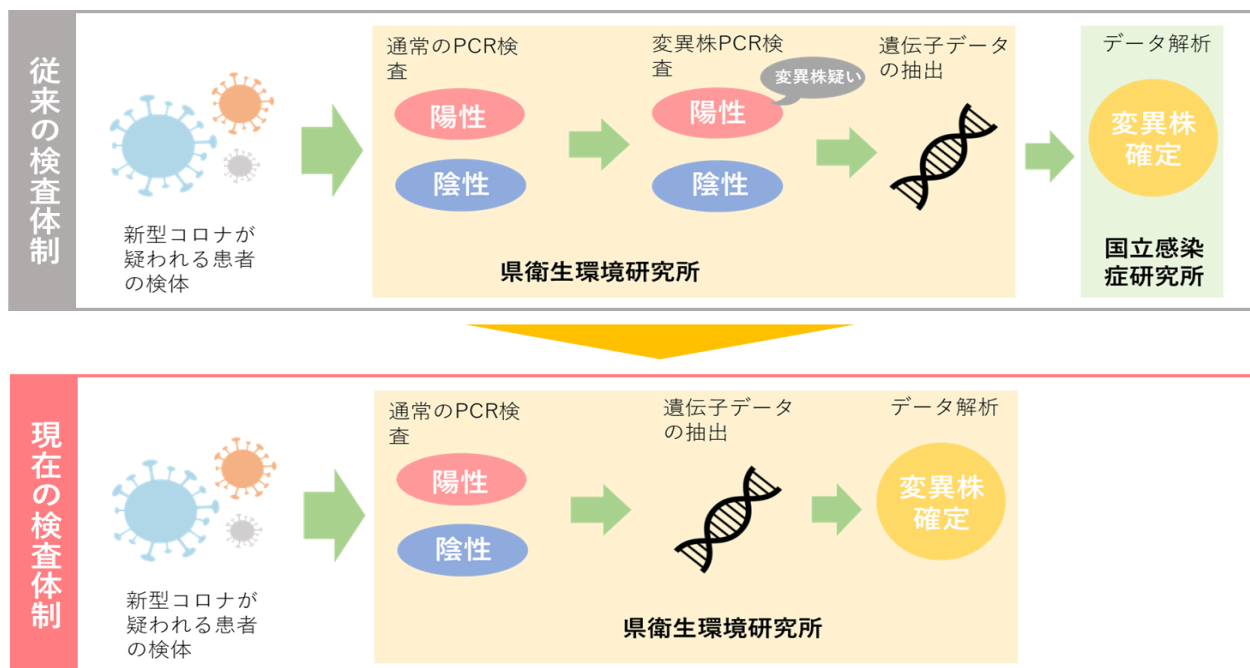 従来の検査体制
通常のPCR検
査
陽性
陰性
変異株PCR検
査
変異株疑い
陽性
陰性
遺伝子データ
の抽出
データ解析
変異株
確定
新型コロナが
疑われる患者
の検体
県衛生環境研究所
国立感染
症研究所
現在の検査体制
通常のPCR検
査
陽性
陰性
遺伝子データ
の抽出
データ解析
変異株
確定
新型コロナが
疑われる患者
の検体
県衛生環境研究所